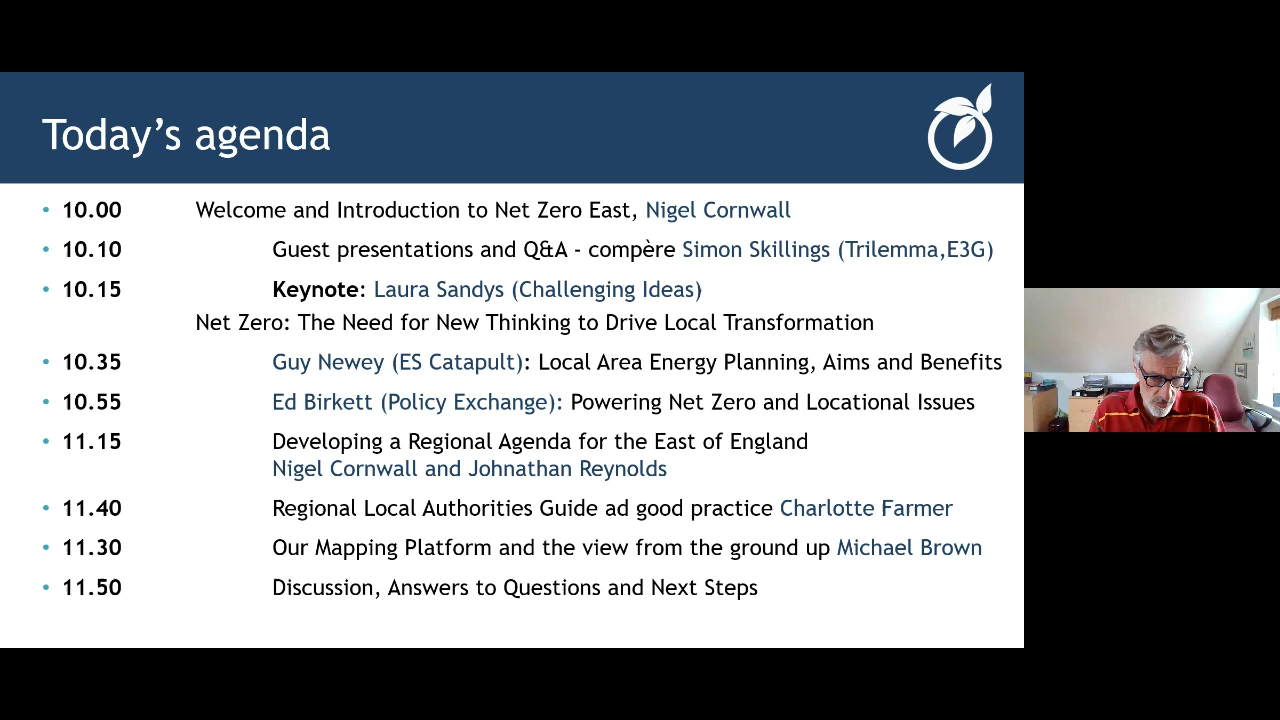 Today's agenda
• 10.00 Welcome and Introduction to Net Zero East, Nigel Cornwall
• 10.10 Guest presentations and Q&A - compère Simon Skillings (Trilemma,E3G)
• 10.15 Keynote: Laura Sandys (Challenging Ideas)
Net Zero: The Need for New Thinking to Drive Local Transformation
• 10.35 Guy Newey (ES Catapult): Local Area Energy Planning, Aims and Benefits
• 10.55 Ed Birkett (Policy Exchange): Powering Net Zero and Locational Issues
• 11.15 Developing a Regional Agenda for the East of England
Nigel Cornwall and Johnathan Reynolds
• 11.40 Regional Local Authorities Guide ad good practice Charlotte Farmer
• 11.30 Our Mapping Platform and the view from the ground up Michael Brown
• 11.50 Discussion, Answers to Questions and Next Steps